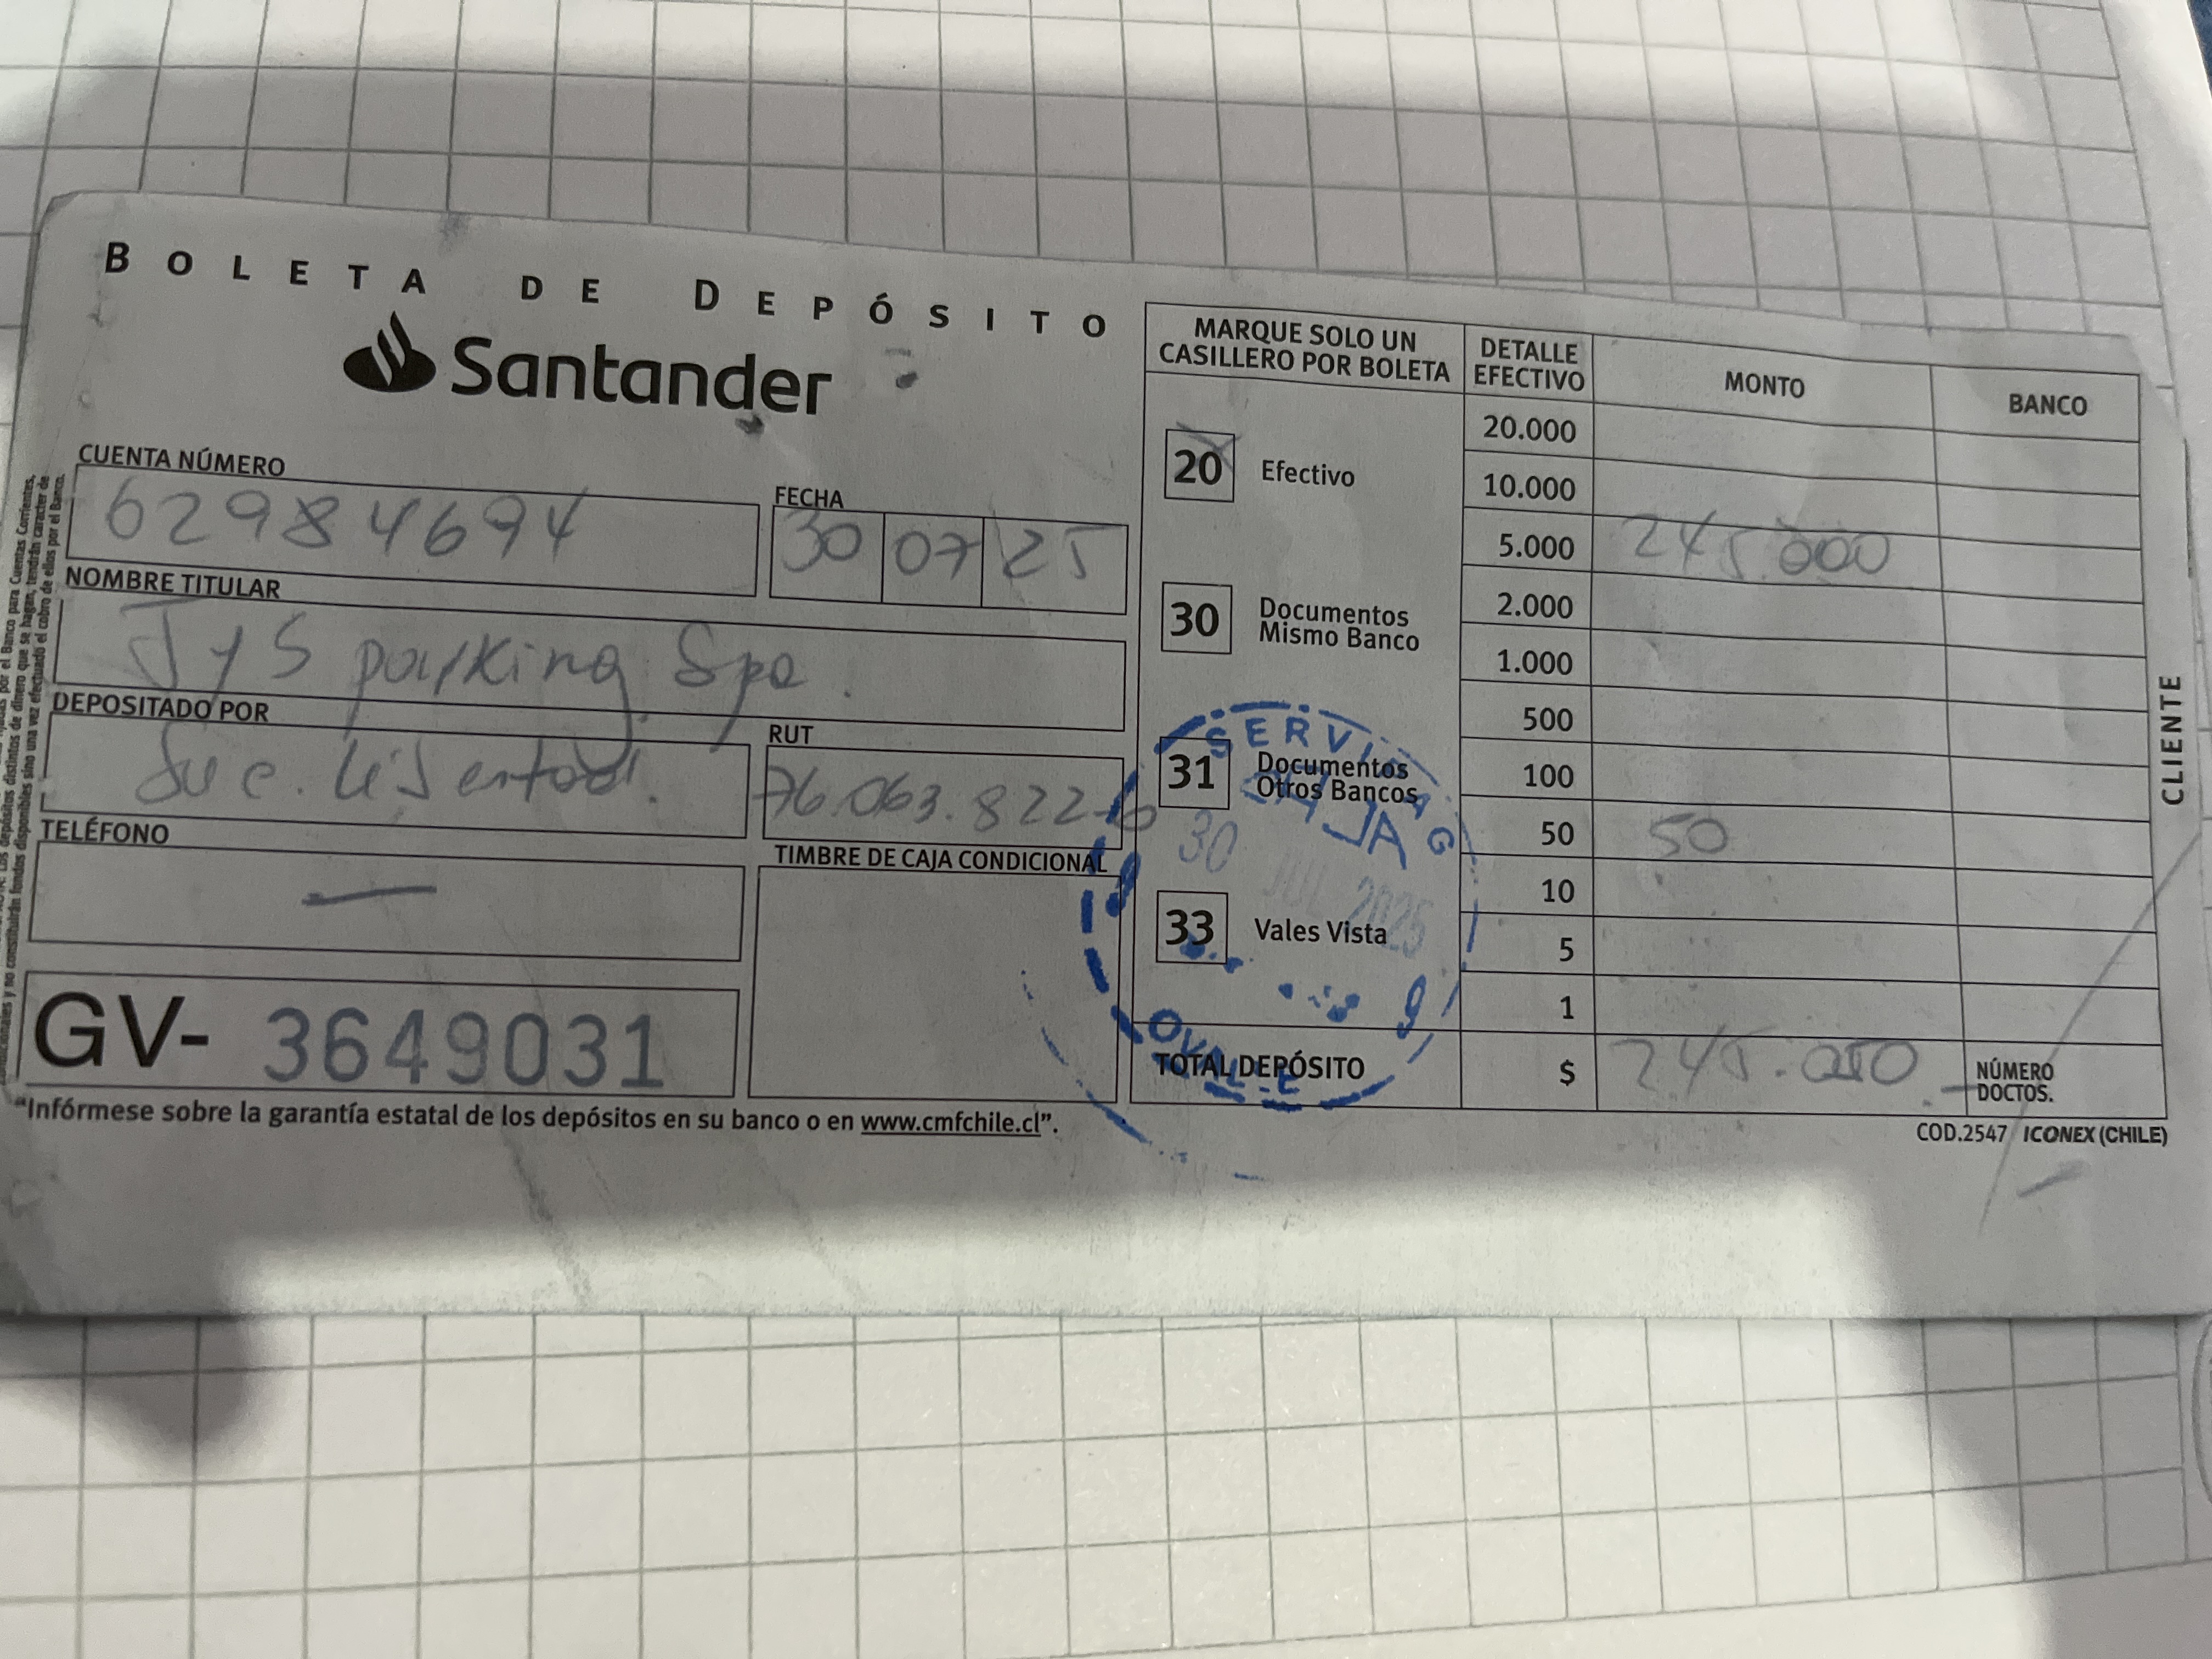 BOLETA DE DEPÓSITO
Santander
CUENTA NÚMERO
62984694
FECHA
30 07 25
NOMBRE TITULAR
JyS parking Spa.
DEPOSITADO POR
Suc.
RUT
76.063.822-6
TELÉFONO
—
TIMBRE DE CAJA CONDICIONAL
GV- 3649031
"Infórmese sobre la garantía estatal de los depósitos en su banco o en www.cmfchile.cl".
MARQUE SOLO UN
CASILLERO POR BOLETA
20 Efectivo
30 Documentos
Mismo Banco
31 Documentos
Otros Bancos
33 Vales Vista
DETALLE
EFECTIVO
MONTO
BANCO
20.000
10.000
5.000 245.000
2.000
1.000
500
100
50 50
10
5
1
TOTAL DEPÓSITO $ 245.050
NÚMERO
DOCTOS.
CLIENTE
COD.2547 ICONEX (CHILE)
CAJA
30 JUL 2025
OVALLE